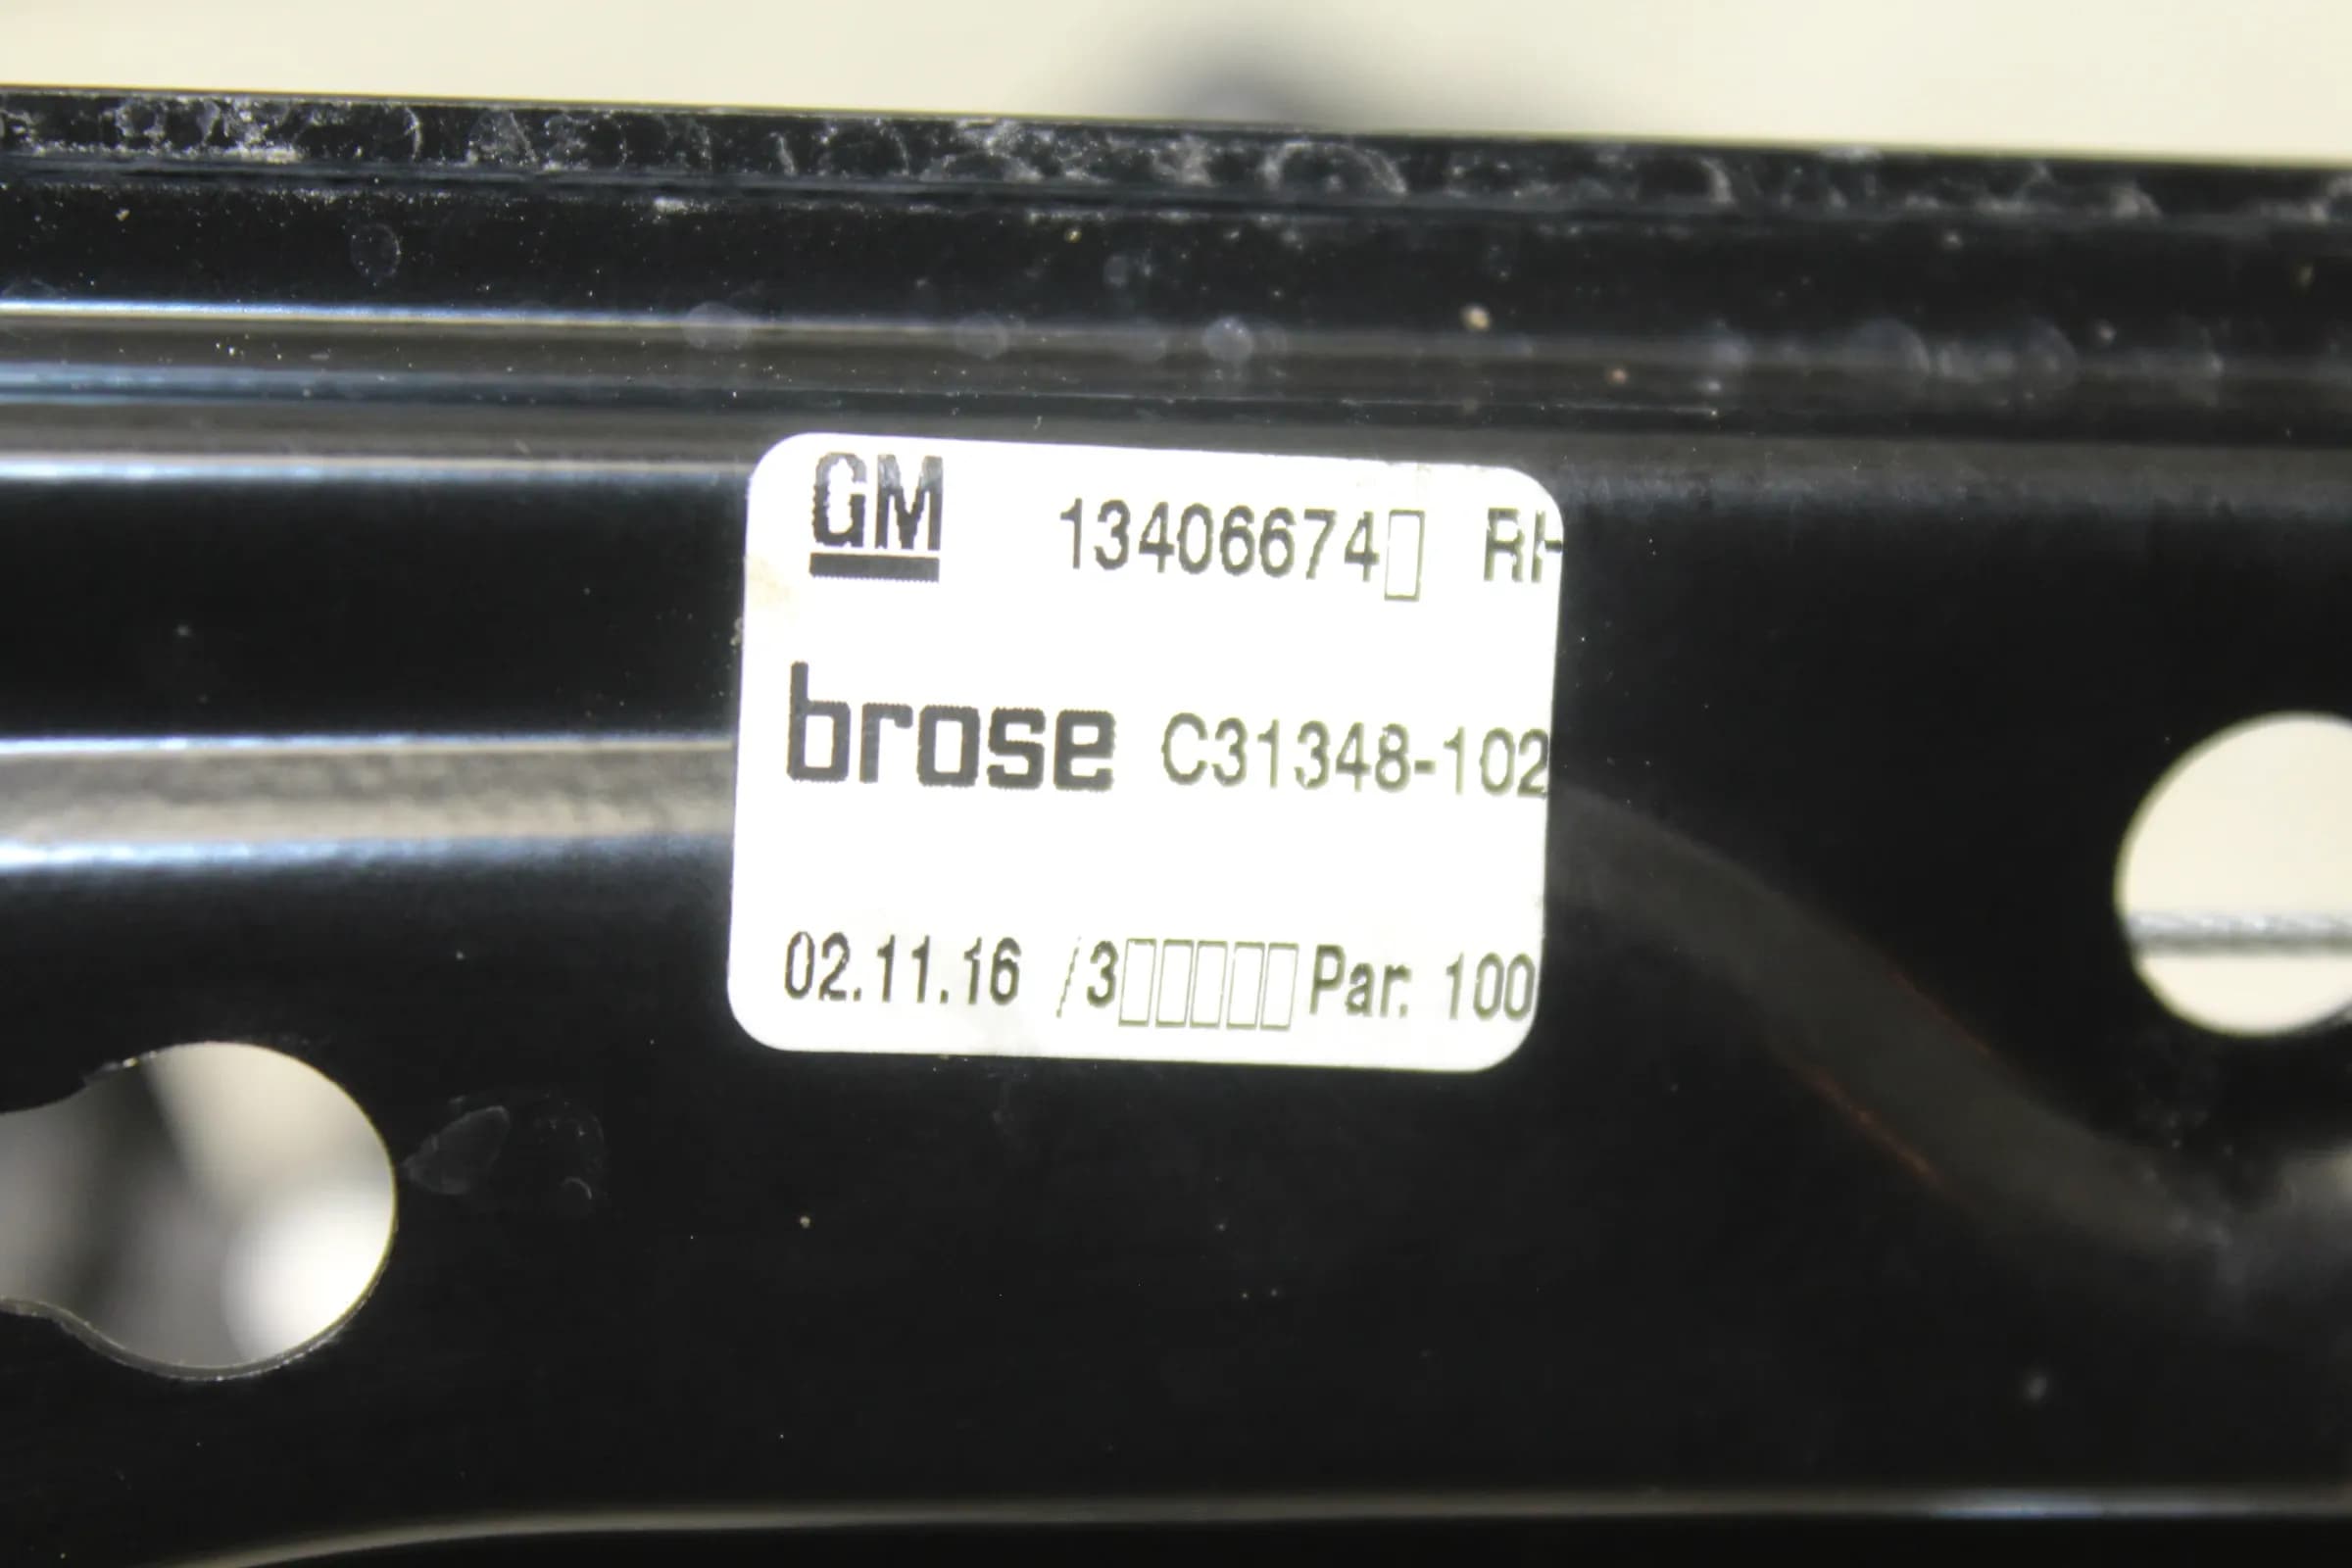 GM 13406674▯ RH
brose C31348-102
02.11.16 /3▯▯▯▯▯Par. 100